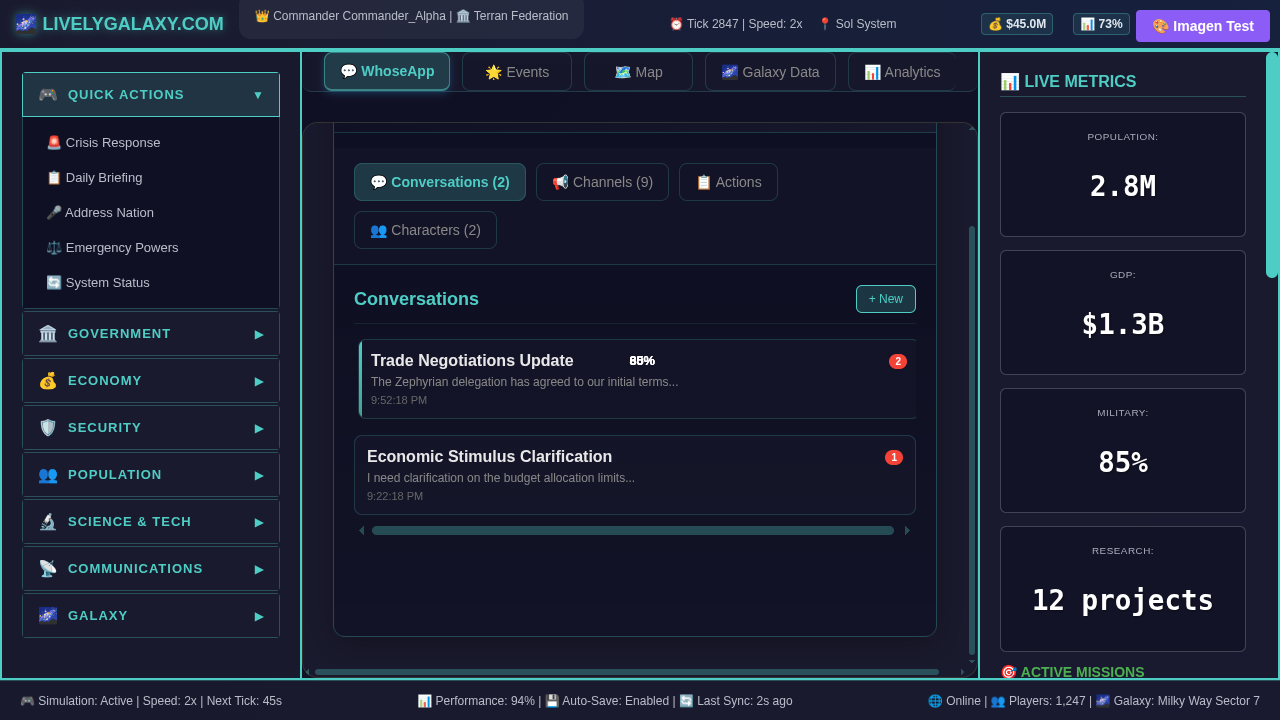 🌌 LIVELYGALAXY.COM
👑 Commander Commander_Alpha | 🏛️ Terran Federation
⏰ Tick 2847 | Speed: 2x
📍 Sol System
💰 $45.0M
📊 73%
🎨 Imagen Test
🎮 QUICK ACTIONS ▼
🚨 Crisis Response
📋 Daily Briefing
🎤 Address Nation
⚖️ Emergency Powers
🔄 System Status
🏛️ GOVERNMENT ▶
💰 ECONOMY ▶
🛡️ SECURITY ▶
👥 POPULATION ▶
🔬 SCIENCE & TECH ▶
📡 COMMUNICATIONS ▶
🌌 GALAXY ▶
💬 WhoseApp
🌟 Events
🗺️ Map
🌌 Galaxy Data
📊 Analytics
💬 Conversations (2)
📢 Channels (9)
📋 Actions
👥 Characters (2)
Conversations
+ New
Trade Negotiations Update
2
The Zephyrian delegation has agreed to our initial terms...
9:52:18 PM
Economic Stimulus Clarification
1
I need clarification on the budget allocation limits...
9:22:18 PM
📊 LIVE METRICS
POPULATION:
2.8M
GDP:
$1.3B
MILITARY:
85%
RESEARCH:
12 projects
🎯 ACTIVE MISSIONS
🎮 Simulation: Active | Speed: 2x | Next Tick: 45s
📊 Performance: 94% | 💾 Auto-Save: Enabled | 🔄 Last Sync: 2s ago
🌐 Online | 👥 Players: 1,247 | 🌌 Galaxy: Milky Way Sector 7